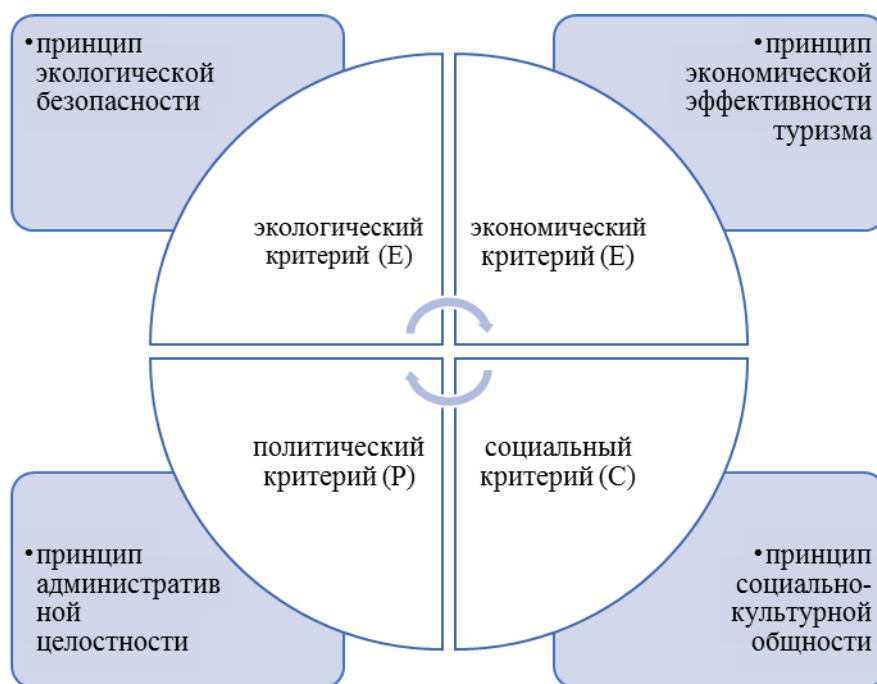 •принцип
экологической
безопасности
•принцип
экономической
эффективности
туризма
экологический
критерий (E)
экономический
критерий (E)
политический
критерий (P)
социальный
критерий (C)
•принцип
административ
ной
целостности
•принцип
социально-
культурной
общности